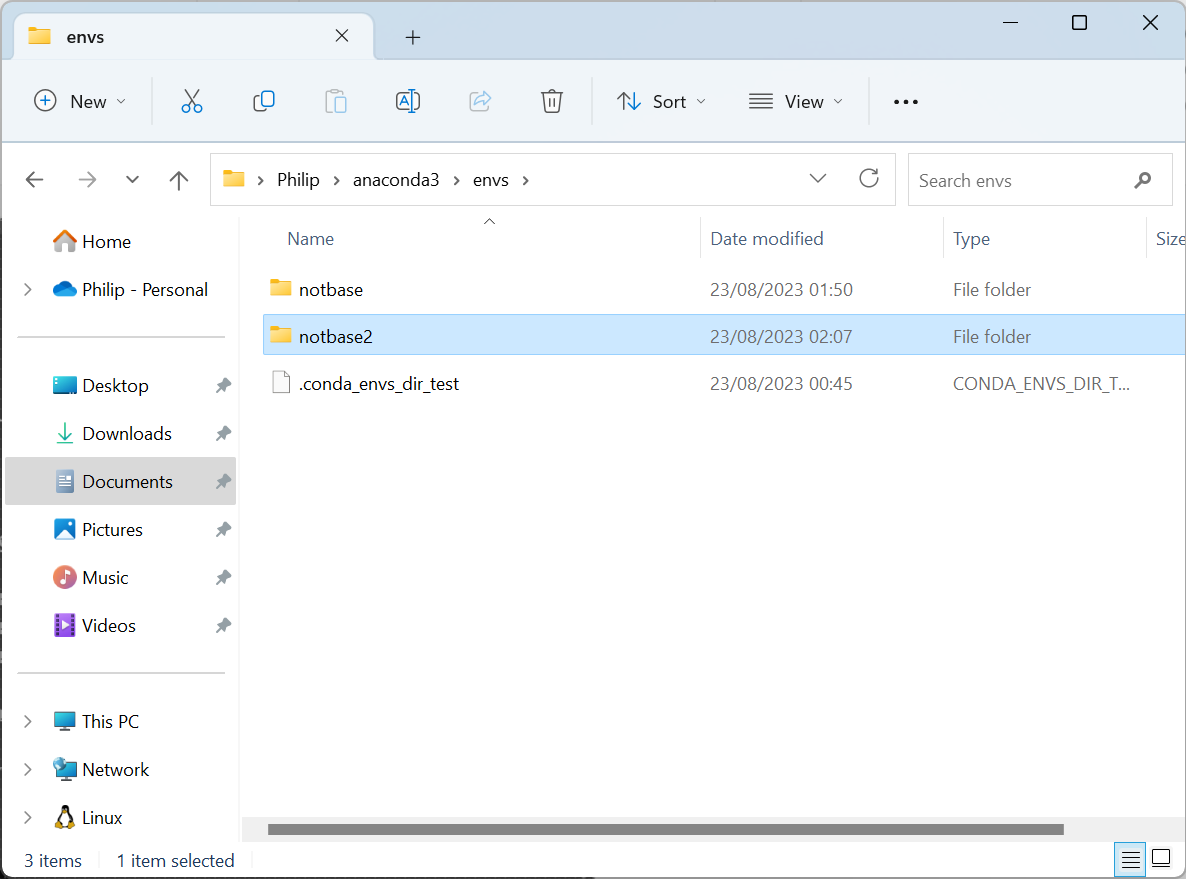 envs
New
Sort
View
Philip anaconda3 envs
Search envs
Home
Philip - Personal
Desktop
Downloads
Documents
Pictures
Music
Videos
This PC
Network
Linux
Name Date modified Type Size
notbase 23/08/2023 01:50 File folder
notbase2 23/08/2023 02:07 File folder
.conda_envs_dir_test 23/08/2023 00:45 CONDA_ENVS_DIR_T...
3 items 1 item selected